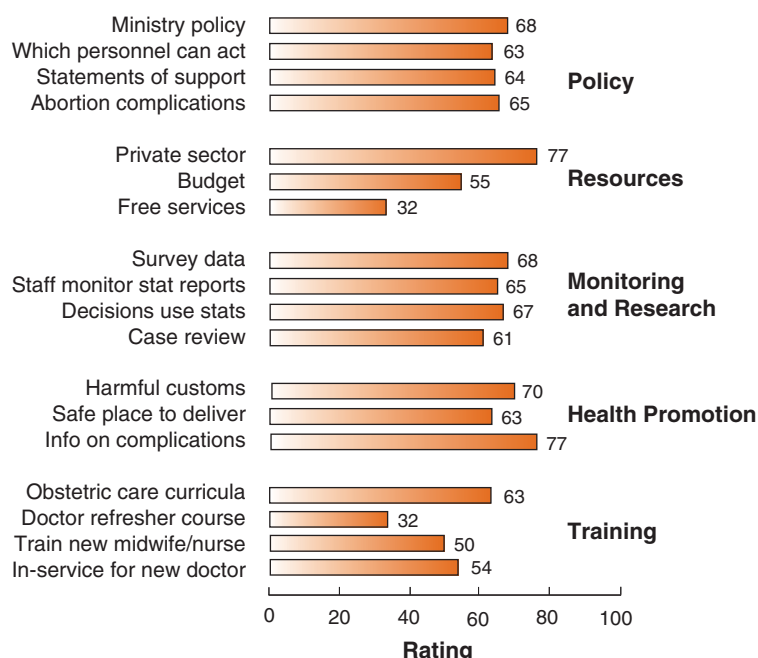 Ministry policy 68
Which personnel can act 63
Statements of support 64
Policy
Abortion complications 65
Private sector 77
Resources
Budget 55
Free services 32
Survey data 68
Staff monitor stat reports 65
Monitoring
and Research
Decisions use stats 67
Case review 61
Harmful customs 70
Safe place to deliver 63
Health Promotion
Info on complications 77
Obstetric care curricula 63
Doctor refresher course 32
Training
Train new midwife/nurse 50
In-service for new doctor 54
0 20 40 60 80 100
Rating